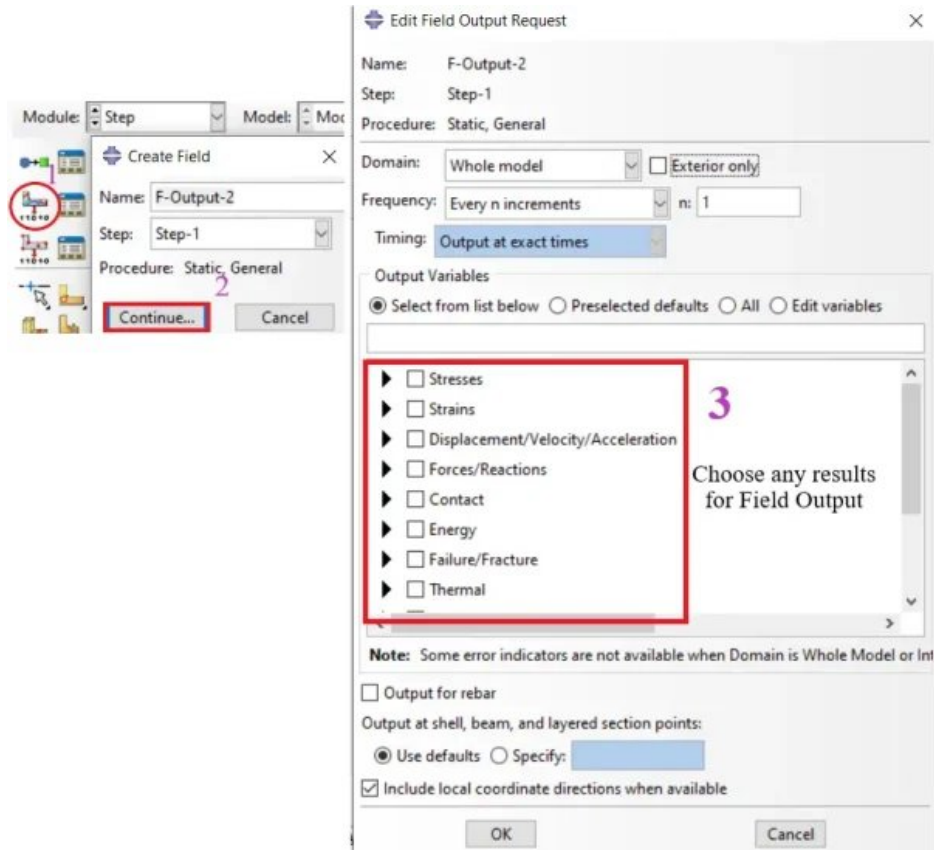 Module: Step Model: Mod
1
Create Field
Name: F-Output-2
Step: Step-1
Procedure: Static, General
2
Continue... Cancel
Edit Field Output Request
Name: F-Output-2
Step: Step-1
Procedure: Static, General
Domain: Whole model Exterior only
Frequency: Every n increments n: 1
Timing: Output at exact times
Output Variables
Select from list below Preselected defaults All Edit variables
Stresses
Strains
Displacement/Velocity/Acceleration
Forces/Reactions
Contact
Energy
Failure/Fracture
Thermal
3
Choose any results
for Field Output
Note: Some error indicators are not available when Domain is Whole Model or Int
Output for rebar
Output at shell, beam, and layered section points:
Use defaults Specify:
Include local coordinate directions when available
OK Cancel